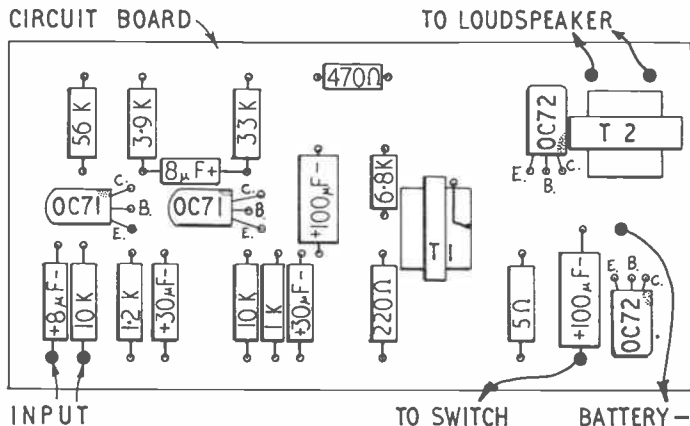 CIRCUIT BOARD
TO LOUDSPEAKER
470Ω
56 K
3·9 K
33 K
8μF+
OC72
T 2
E. B. C.
OC71
C.
B.
E.
OC71
C.
B.
E.
+100μF-
6·8K
T 1
+8μF-
10 K
1·2 K
+30μF-
10 K
1 K
+30μF-
220Ω
5Ω
+100μF-
E. B. C.
OC72
INPUT
TO SWITCH
BATTERY –